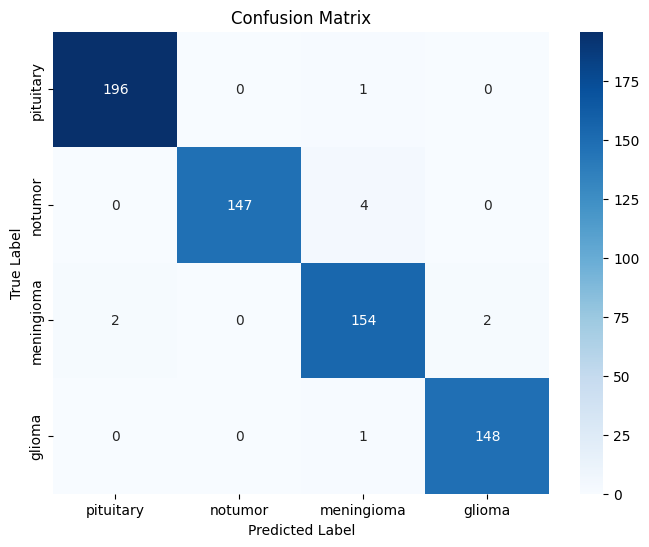 Confusion Matrix
True Label
pituitary
196 0 1 0
notumor
0 147 4 0
meningioma
2 0 154 2
glioma
0 0 1 148
pituitary notumor meningioma glioma
Predicted Label
175
150
125
100
75
50
25
0